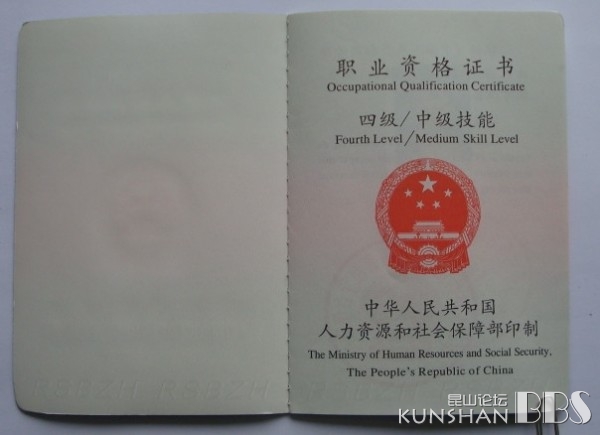 职业资格证书
Occupational Qualification Certificate
四级/中级技能
Fourth Level/Medium Skill Level
中华人民共和国
人力资源和社会保障部印制
The Ministry of Human Resources and Social Security,
The People's Republic of China
昆山论坛
KUNSHAN BBS